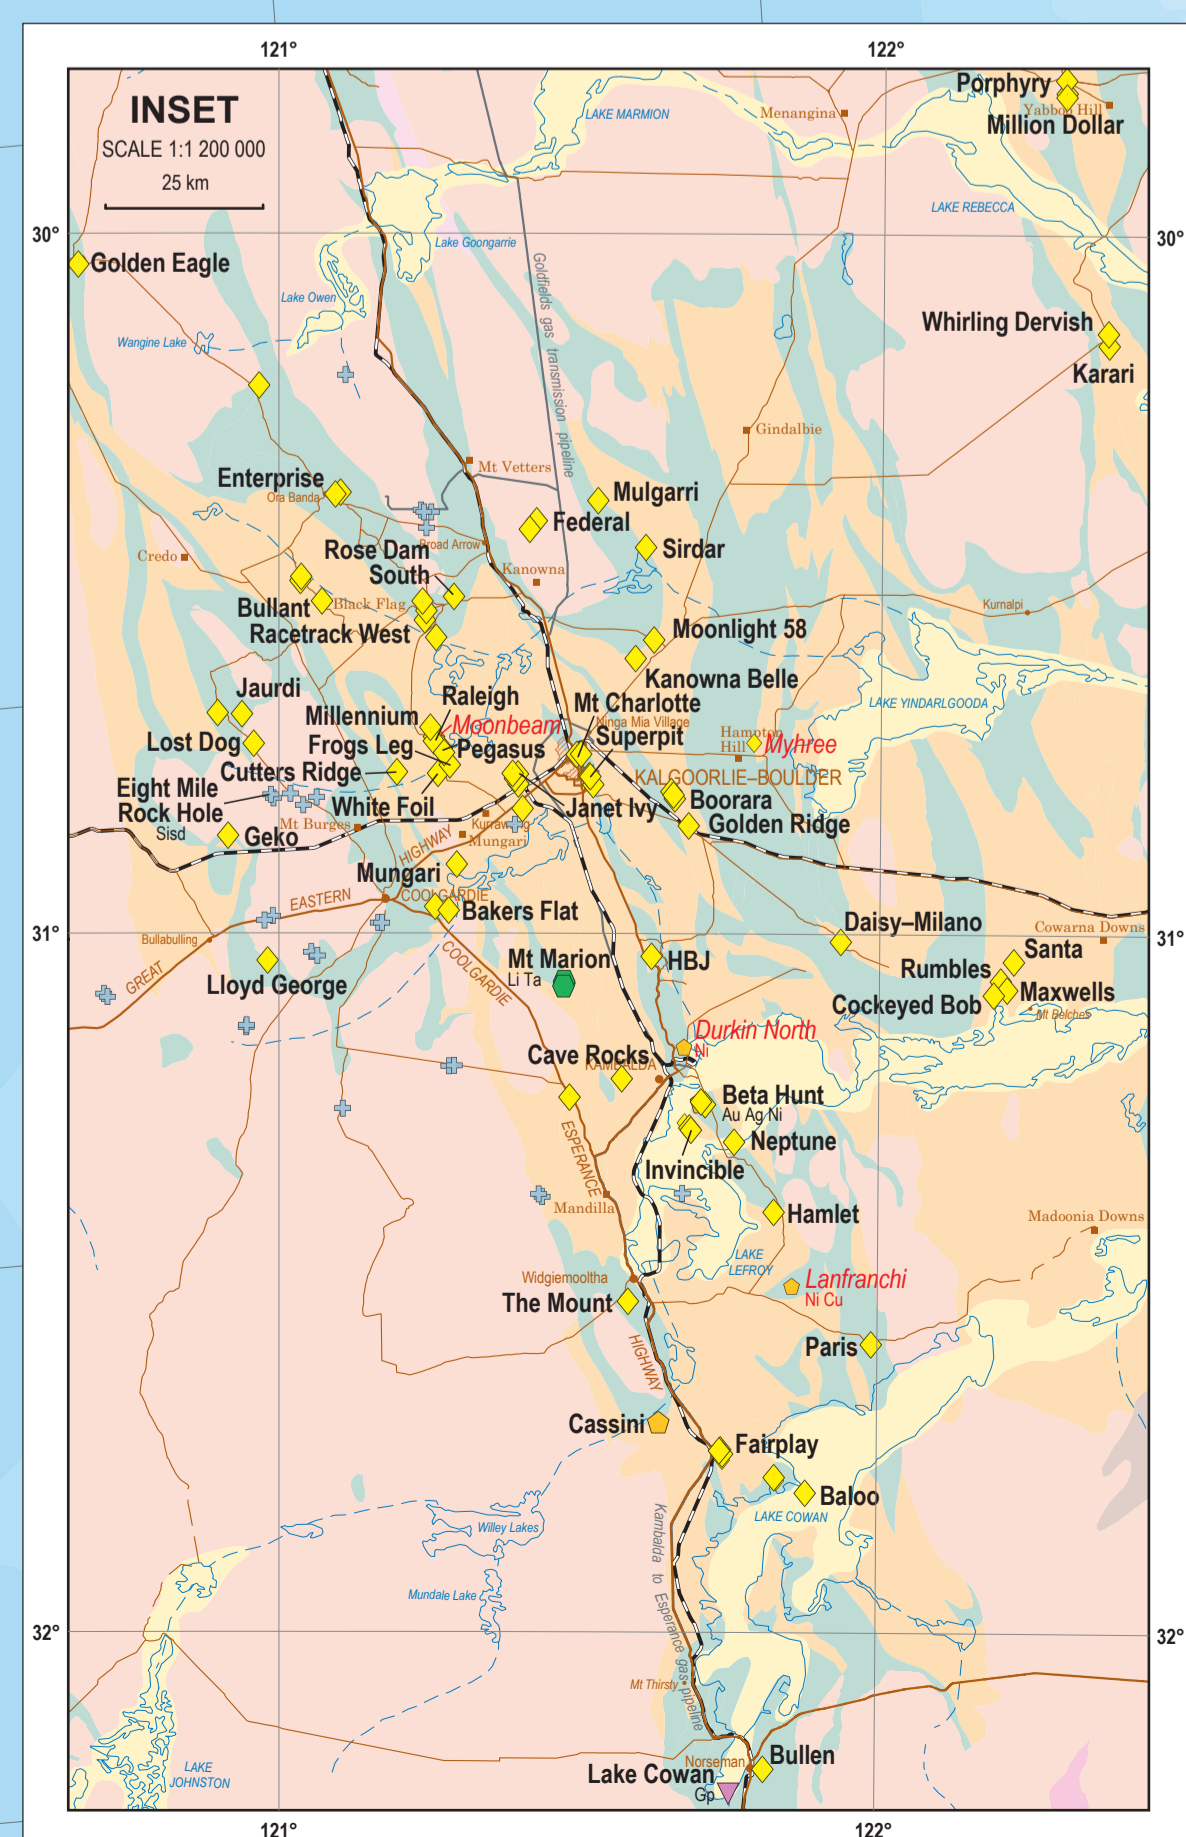 121°
122°
INSET
SCALE 1:1 200 000
25 km
Porphyry
Yabboo Hill
Million Dollar
Menangina
LAKE MARMION
LAKE REBECCA
30°
30°
Lake Goongarrie
Golden Eagle
Goldfields gas transmission pipeline
Lake Owen
Wangine Lake
Whirling Dervish
Karari
Gindalbie
Mt Vetters
Enterprise
Ora Banda
Mulgarri
Federal
Broad Arrow
Sirdar
Rose Dam
South
Credo
Kanowna
Bullant
Black Flag
Racetrack West
Kurnalpi
Moonlight 58
Kanowna Belle
Jaurdi
Raleigh
Mt Charlotte
LAKE YINDARLGOODA
Millennium
Moonbeam
Ninga Mia Village
Superpit
Lost Dog
Frogs Leg
Pegasus
Hampton
Hill
Myhree
Cutters Ridge
KALGOORLIE–BOULDER
Eight Mile
Rock Hole
Sisd
White Foil
Janet Ivy
Boorara
Golden Ridge
Mt Burges
Geko
Kurrawang
Mungari
HIGHWAY
Mungari
COOLGARDIE
EASTERN
Bakers Flat
Daisy–Milano
Cowarna Downs
31°
31°
Bullabulling
GREAT
Lloyd George
COOLGARDIE
Mt Marion
Li Ta
HBJ
Santa
Rumbles
Maxwells
Cockeyed Bob
Mt Belches
Durkin North
Ni
Cave Rocks
KAMBALDA
Beta Hunt
Au Ag Ni
ESPERANCE
Neptune
Invincible
Mandilla
Hamlet
Madoonia Downs
LAKE
LEFROY
Widgiemooltha
Lanfranchi
Ni Cu
The Mount
HIGHWAY
Paris
Cassini
Fairplay
Baloo
LAKE COWAN
Willey Lakes
Kambalda to Esperance gas pipeline
Mundale Lake
32°
32°
Mt Thirsty
Norseman
Bullen
LAKE
JOHNSTON
Lake Cowan
Gp
121°
122°